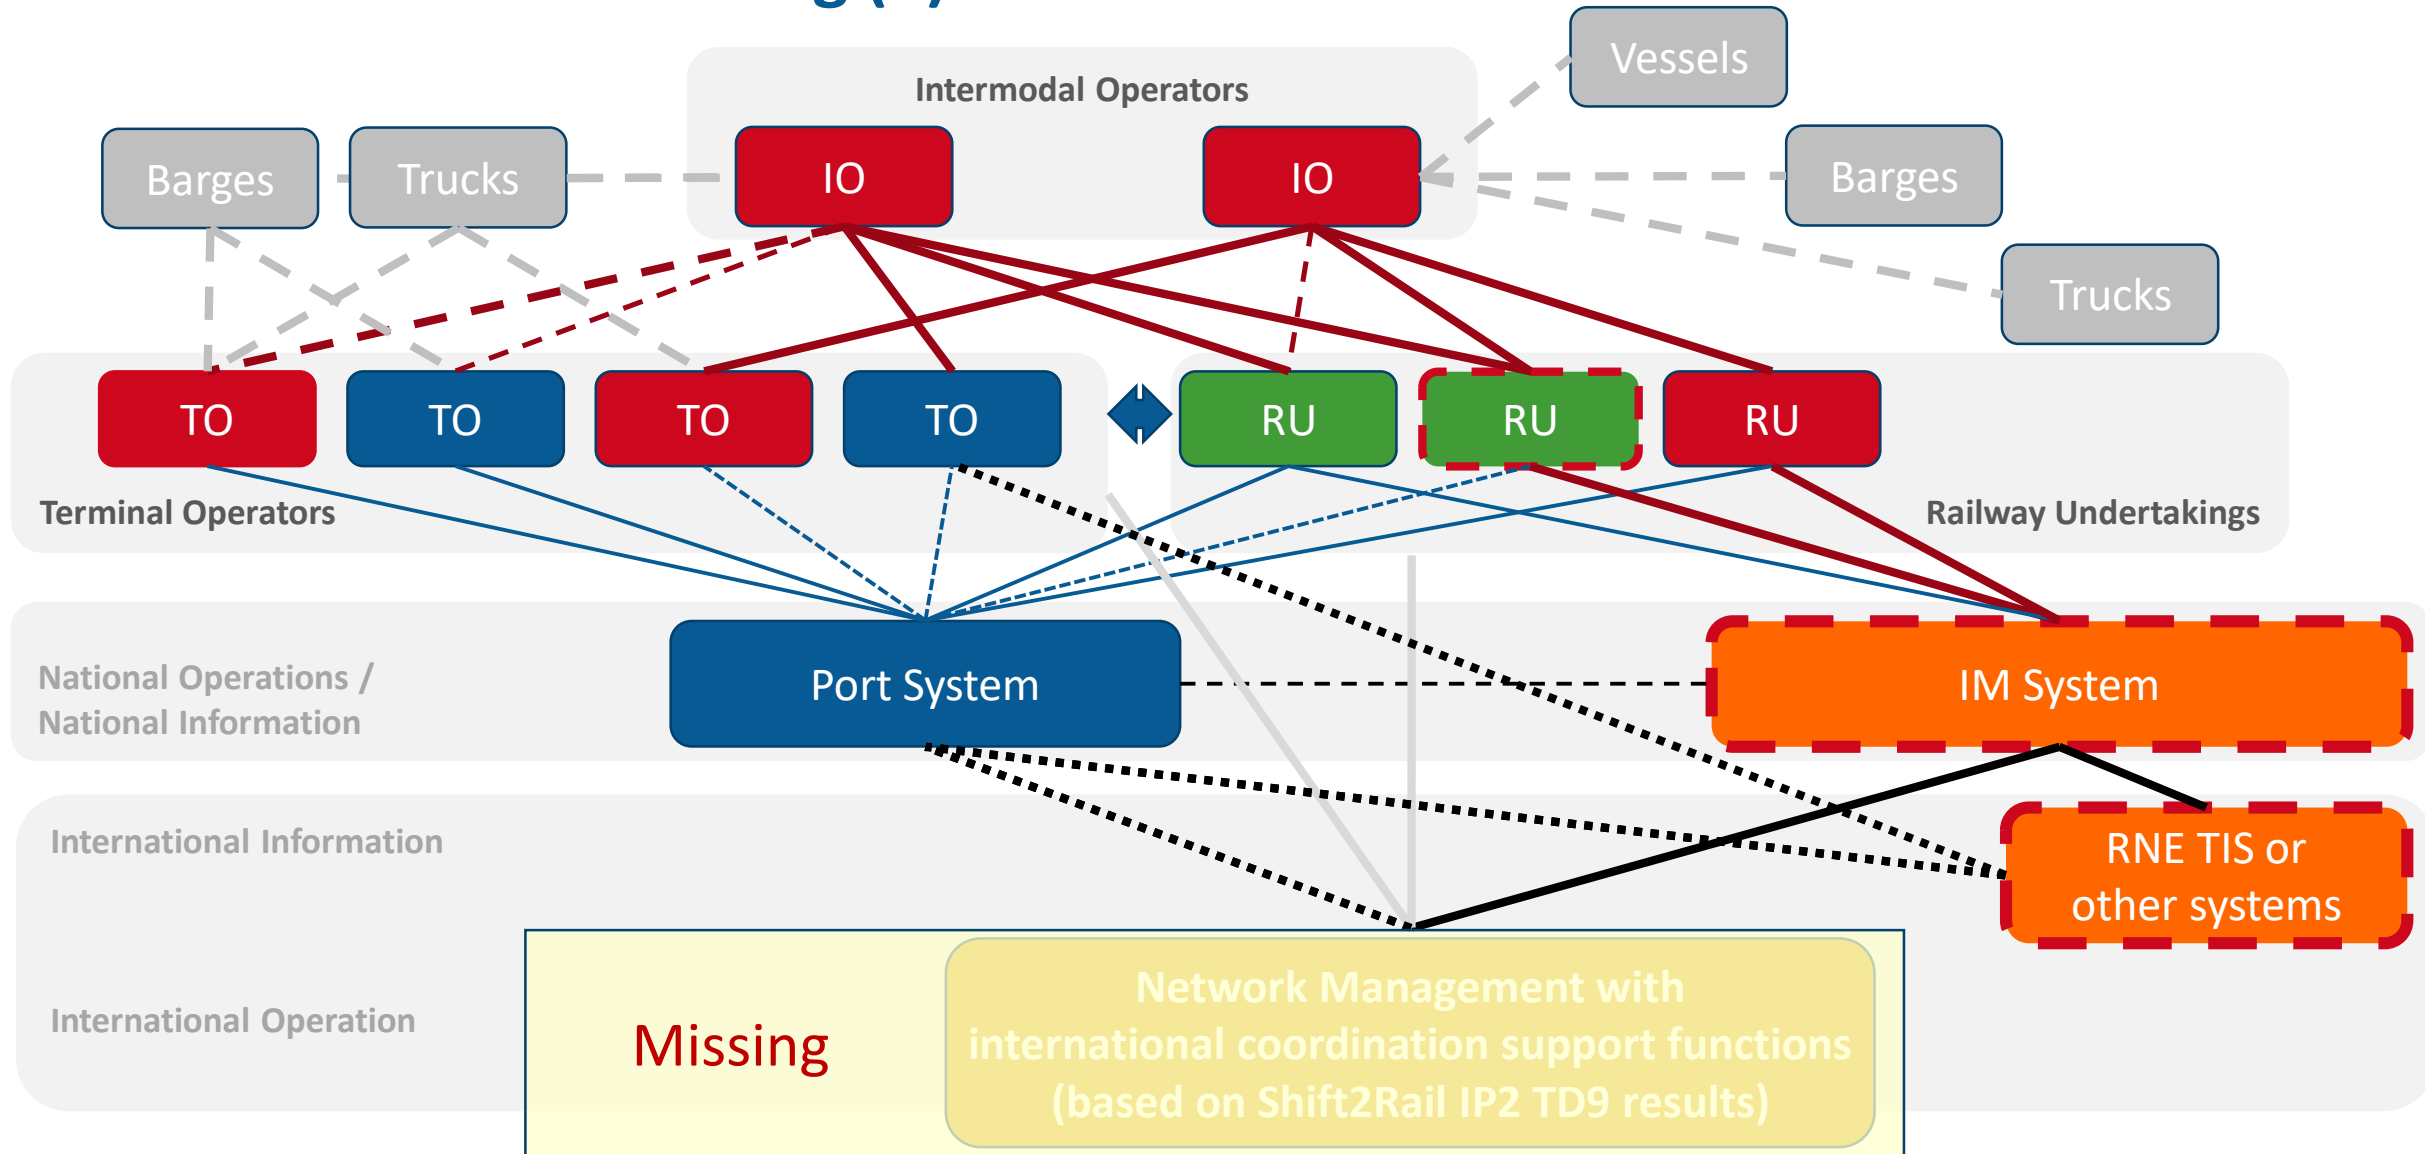 g
Vessels
Intermodal Operators
Barges
Trucks
IO
IO
Barges
Trucks
TO
TO
TO
TO
RU
RU
RU
Terminal Operators
Railway Undertakings
National Operations /
National Information
Port System
IM System
International Information
RNE TIS or
other systems
International Operation
Missing
Network Management with
international coordination support functions
(based on Shift2Rail IP2 TD9 results)